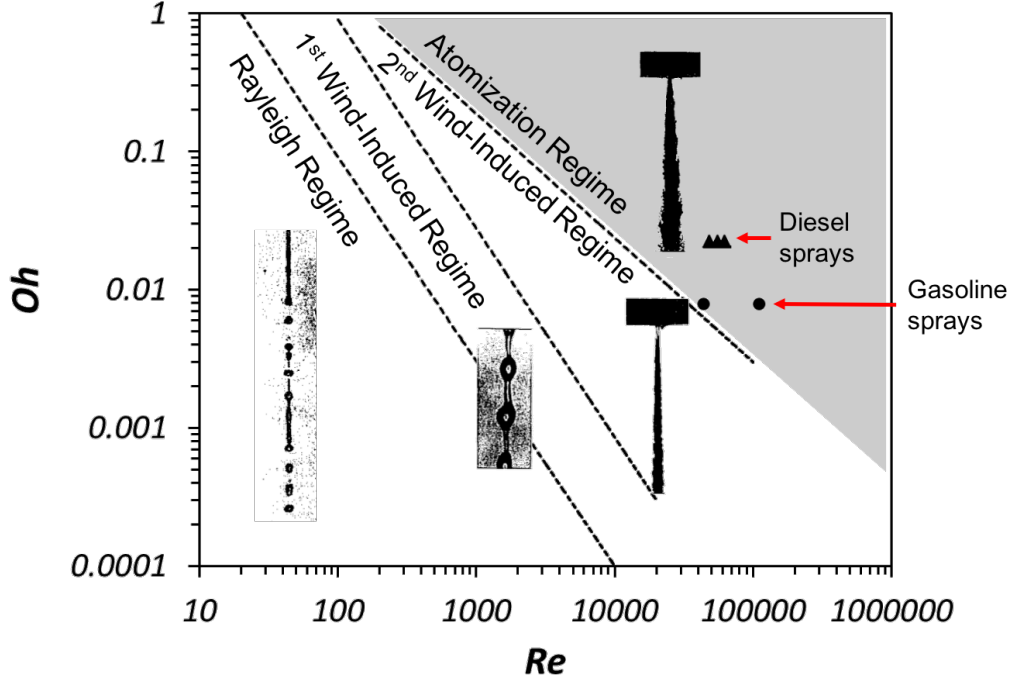 1
0.1
0.01
0.001
0.0001
Oh
10
100
1000
10000
100000
1000000
Re
Rayleigh Regime
1st Wind-Induced Regime
2nd Wind-Induced Regime
Atomization Regime
Diesel
sprays
Gasoline
sprays